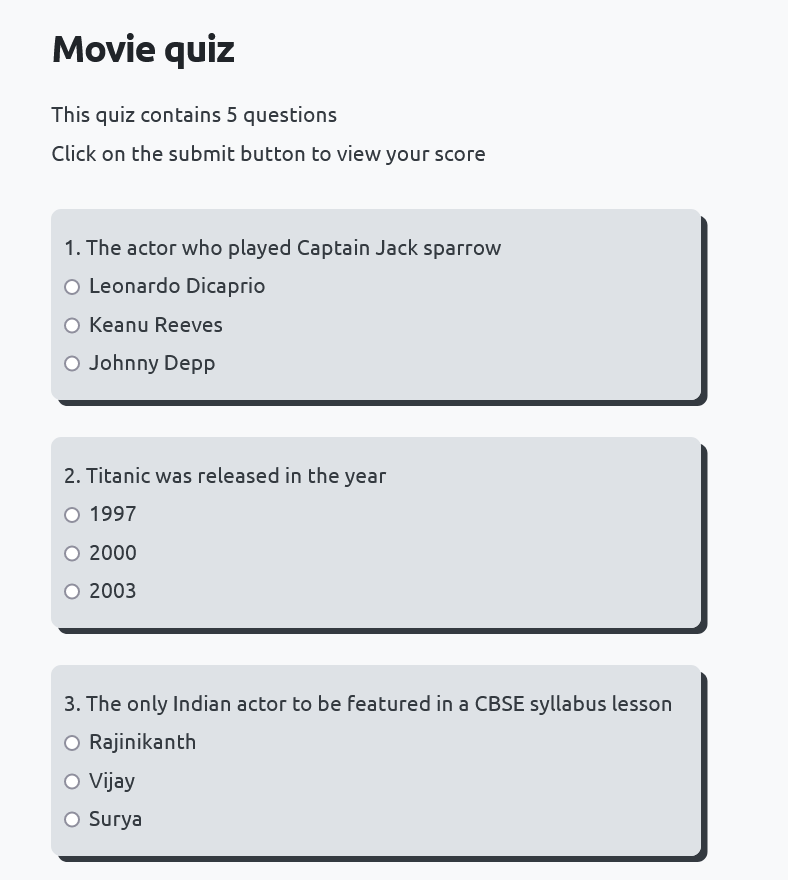 Movie quiz
This quiz contains 5 questions
Click on the submit button to view your score
1. The actor who played Captain Jack sparrow
Leonardo Dicaprio
Keanu Reeves
Johnny Depp
2. Titanic was released in the year
1997
2000
2003
3. The only Indian actor to be featured in a CBSE syllabus lesson
Rajinikanth
Vijay
Surya